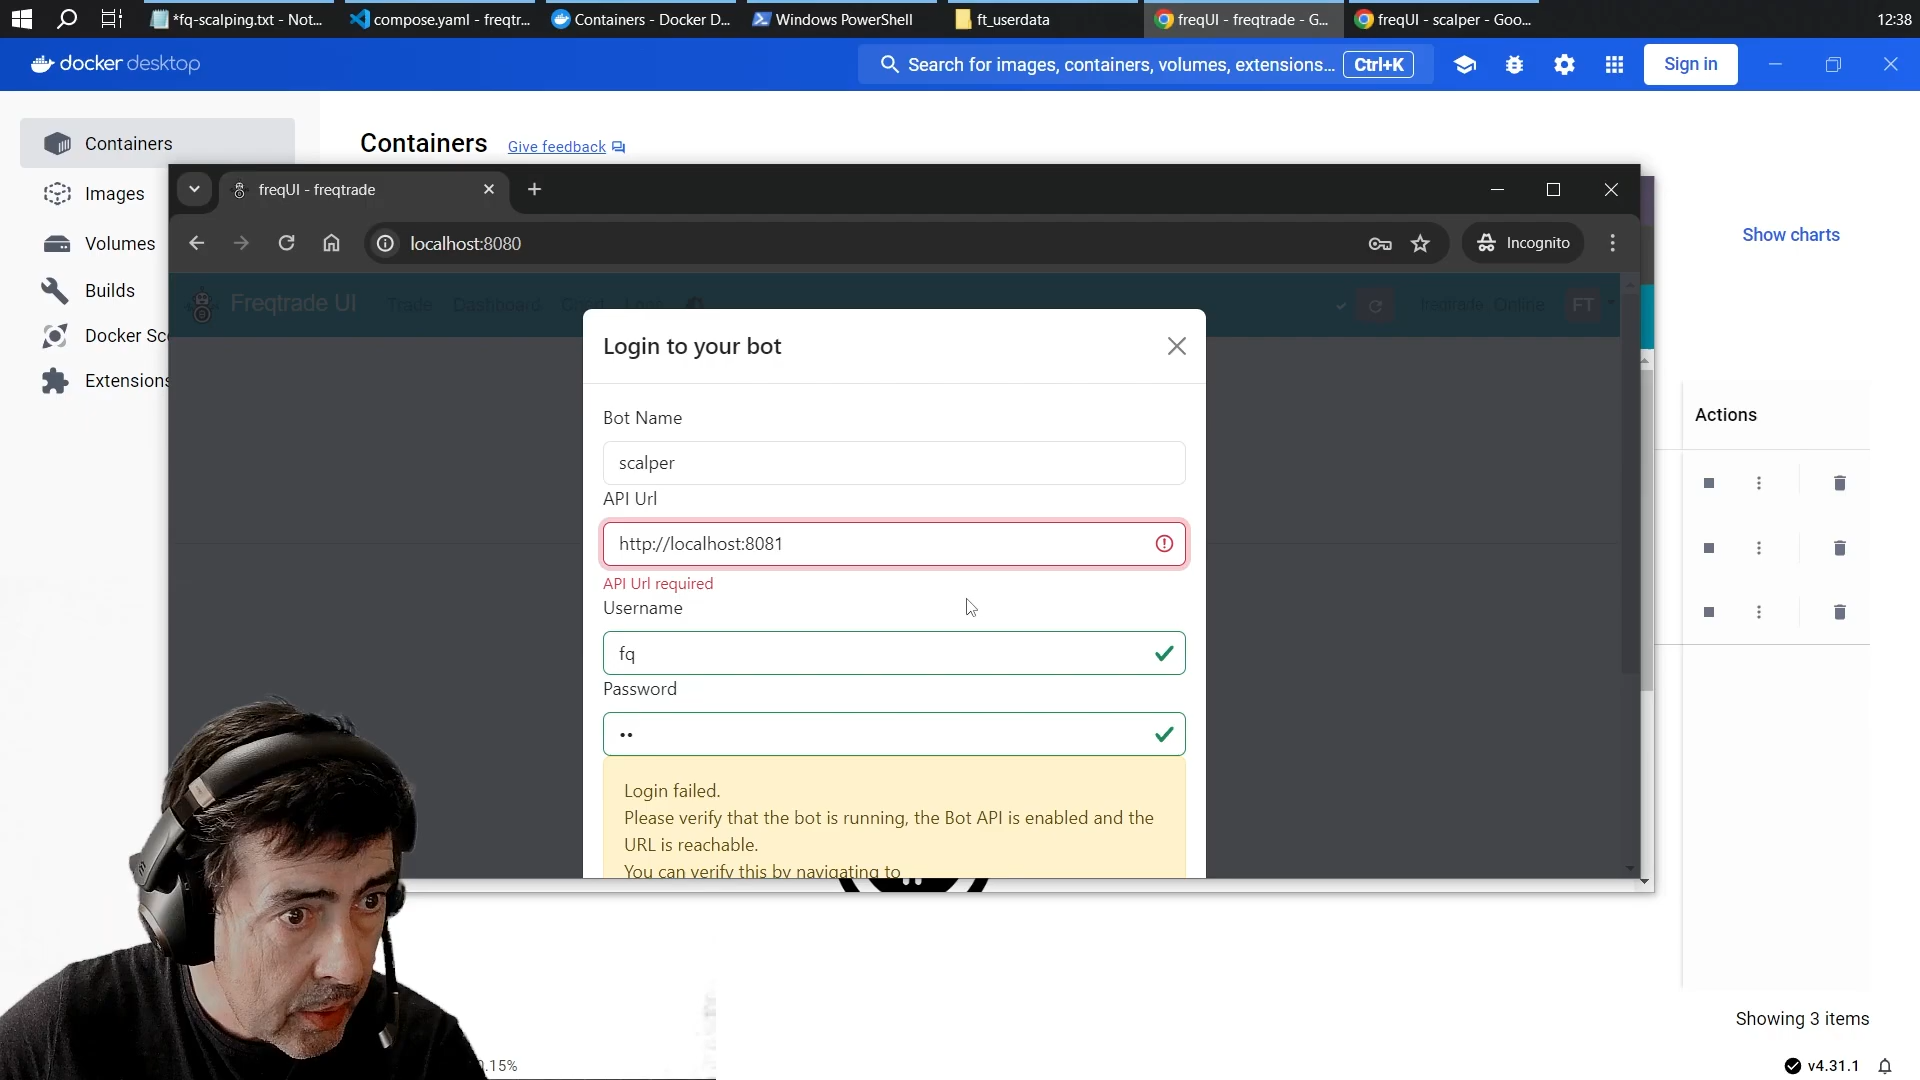 *fq-scalping.txt - Not...
compose.yaml - freqtr...
Containers - Docker D...
Windows PowerShell
ft_userdata
freqUI - freqtrade - G...
freqUI - scalper - Goo...
12:38
docker desktop
Search for images, containers, volumes, extensions...
Ctrl+K
Sign in
Containers
Images
Volumes
Builds
Docker Sc
Extensions
Containers
Give feedback
Show charts
freqUI - freqtrade
localhost:8080
Incognito
Freqtrade UI
Trade
Dashboard
Logs
freqtrade
Online
FT
Login to your bot
Bot Name
scalper
API Url
http://localhost:8081
API Url required
Username
fq
Password
••
Login failed.
Please verify that the bot is running, the Bot API is enabled and the
URL is reachable.
You can verify this by navigating to
Actions
Showing 3 items
.15%
v4.31.1